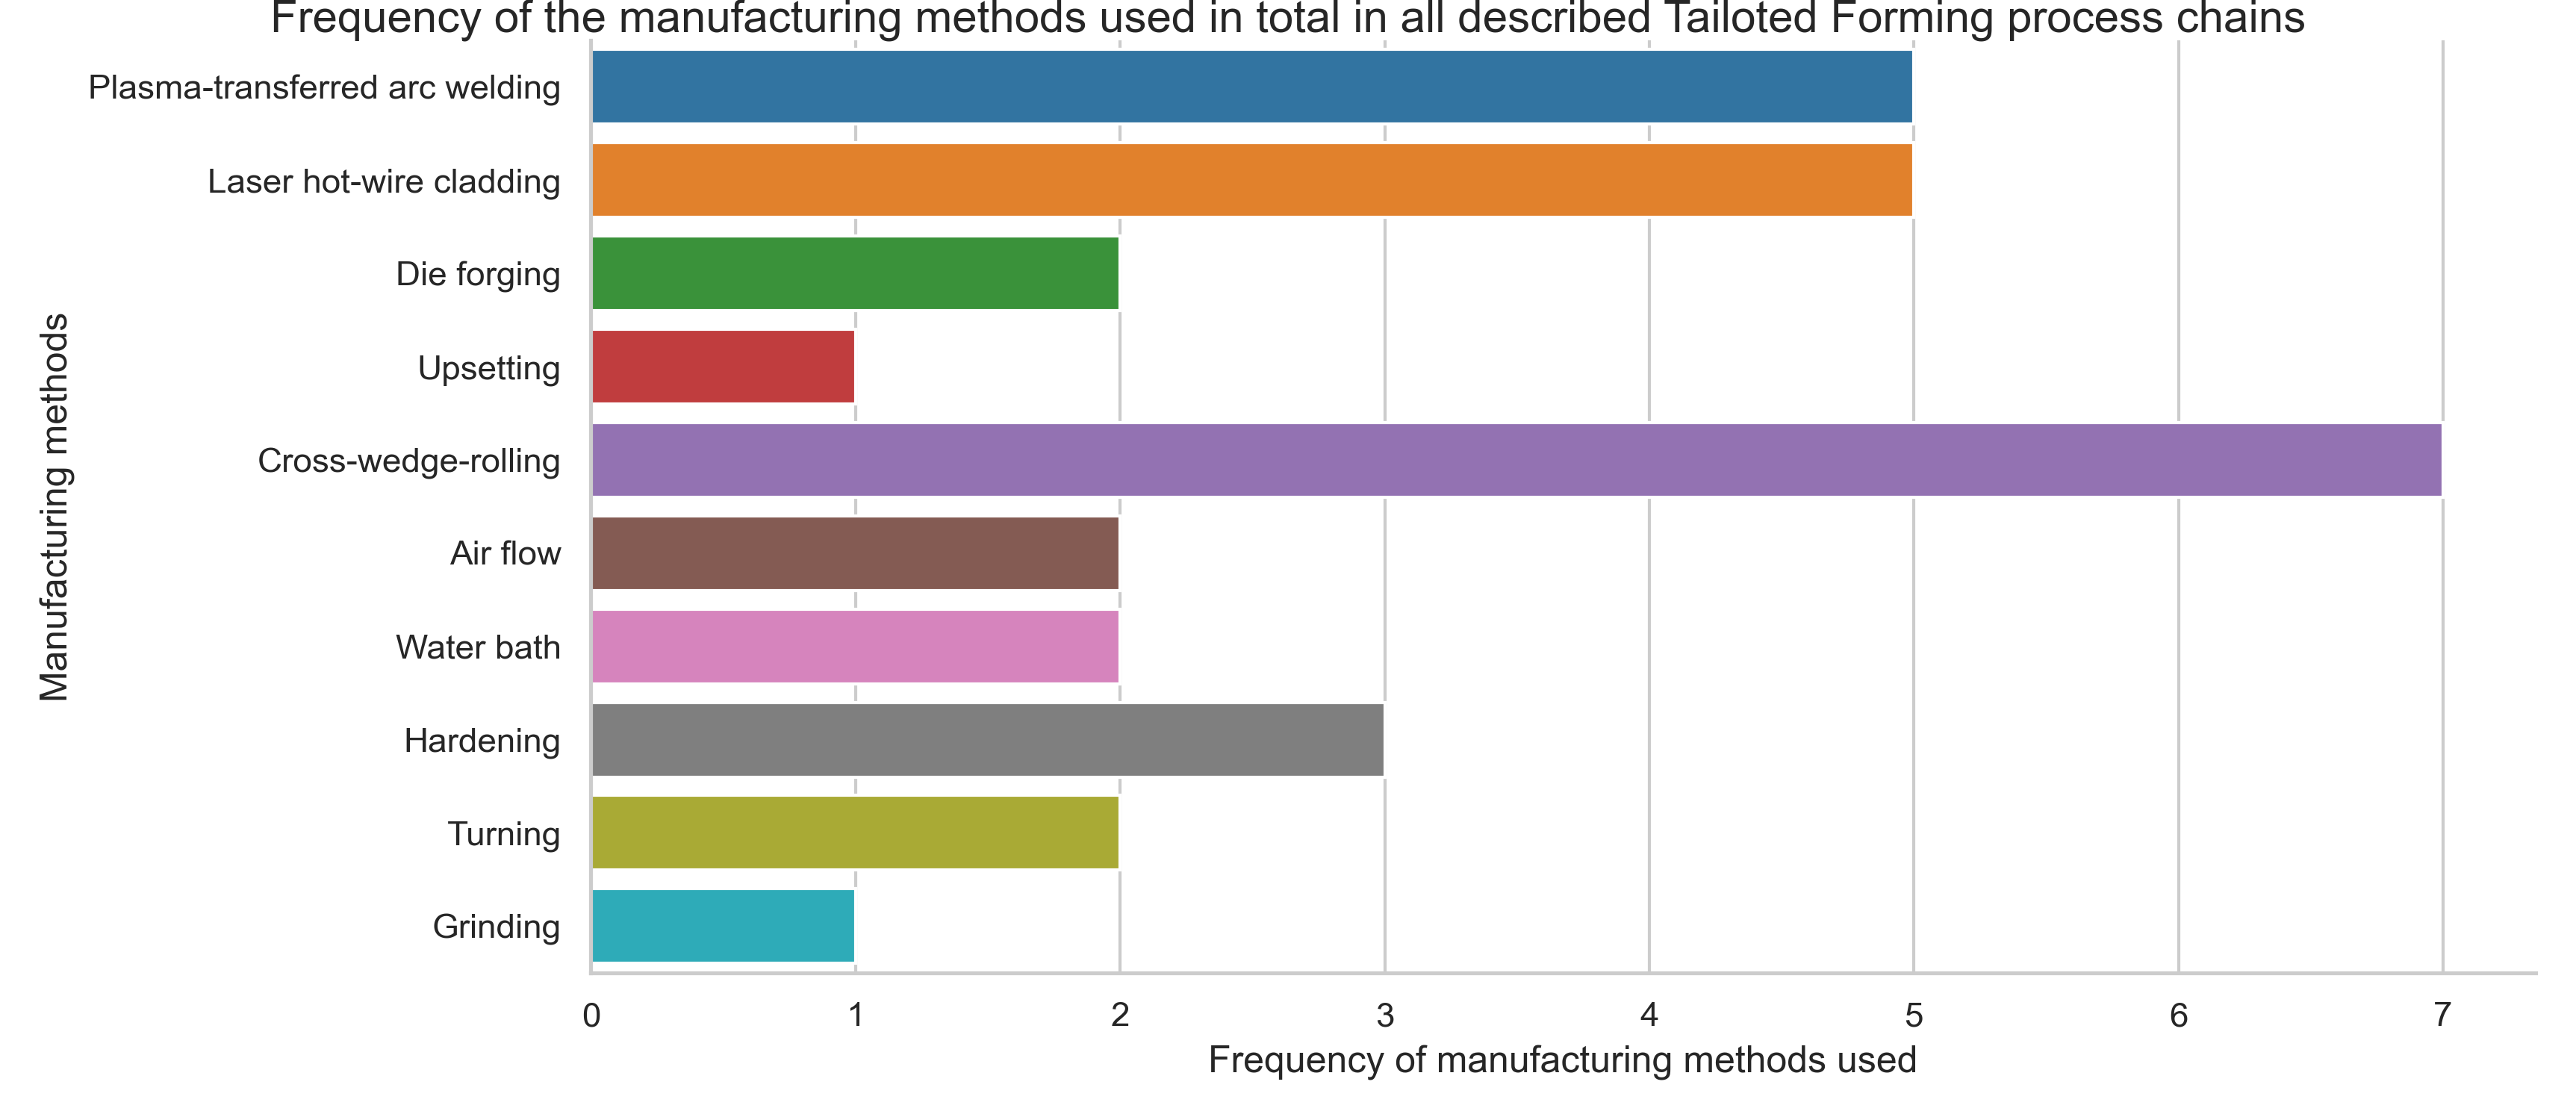 Frequency of the manufacturing methods used in total in all described Tailoted Forming process chains
Manufacturing methods
Plasma-transferred arc welding
Laser hot-wire cladding
Die forging
Upsetting
Cross-wedge-rolling
Air flow
Water bath
Hardening
Turning
Grinding
0 1 2 3 4 5 6 7
Frequency of manufacturing methods used